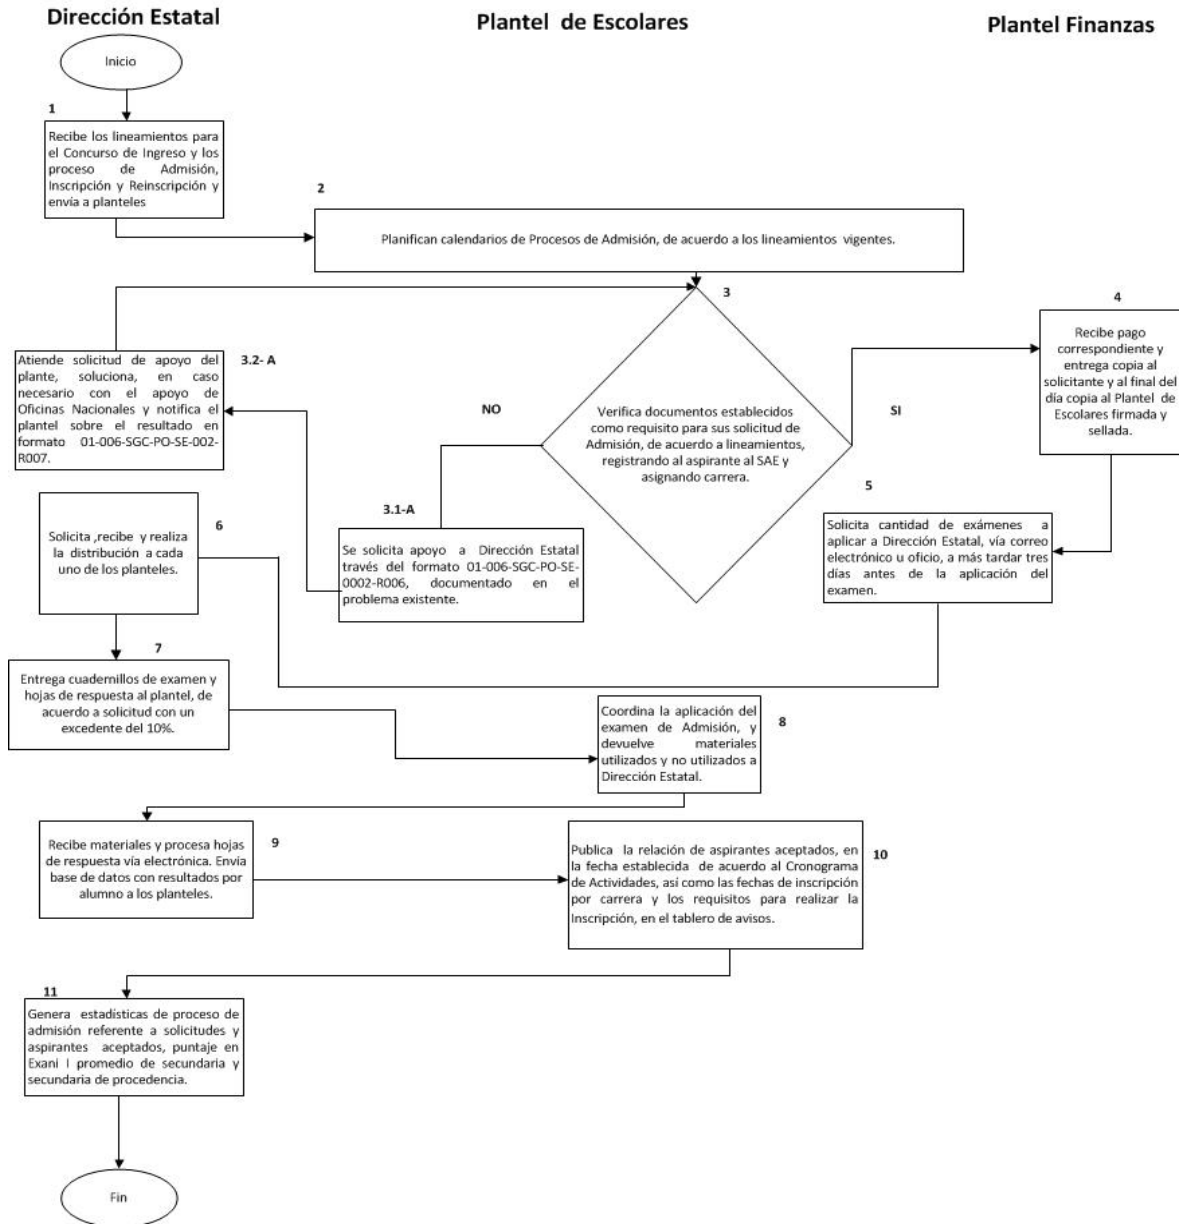 Dirección Estatal
Plantel de Escolares
Plantel Finanzas
Inicio
1
Recibe los lineamientos para
el Concurso de Ingreso y los
proceso de Admisión,
Inscripción y Reinscripción y
envía a planteles
2
Planifican calendarios de Procesos de Admisión, de acuerdo a los lineamientos vigentes.
3
Verifica documentos establecidos
como requisito para sus solicitud de
Admisión, de acuerdo a lineamientos,
registrando al aspirante al SAE y
asignando carrera.
NO
SI
4
Recibe pago
correspondiente y
entrega copia al
solicitante y al final del
día copia al Plantel de
Escolares firmada y
sellada.
3.2- A
Atiende solicitud de apoyo del
plante, soluciona, en caso
necesario con el apoyo de
Oficinas Nacionales y notifica el
plantel sobre el resultado en
formato 01-006-SGC-PO-SE-002-
R007.
3.1-A
Se solicita apoyo a Dirección Estatal
través del formato 01-006-SGC-PO-SE-
0002-R006, documentado en el
problema existente.
5
Solicita cantidad de exámenes a
aplicar a Dirección Estatal, vía correo
electrónico u oficio, a más tardar tres
días antes de la aplicación del
examen.
6
Solicita ,recibe y realiza
la distribución a cada
uno de los planteles.
7
Entrega cuadernillos de examen y
hojas de respuesta al plantel, de
acuerdo a solicitud con un
excedente del 10%.
8
Coordina la aplicación del
examen de Admisión, y
devuelve materiales
utilizados y no utilizados a
Dirección Estatal.
9
Recibe materiales y procesa hojas
de respuesta vía electrónica. Envía
base de datos con resultados por
alumno a los planteles.
10
Publica la relación de aspirantes aceptados, en
la fecha establecida de acuerdo al Cronograma
de Actividades, así como las fechas de inscripción
por carrera y los requisitos para realizar la
Inscripción, en el tablero de avisos.
11
Genera estadísticas de proceso de
admisión referente a solicitudes y
aspirantes aceptados, puntaje en
Exani I promedio de secundaria y
secundaria de procedencia.
Fin